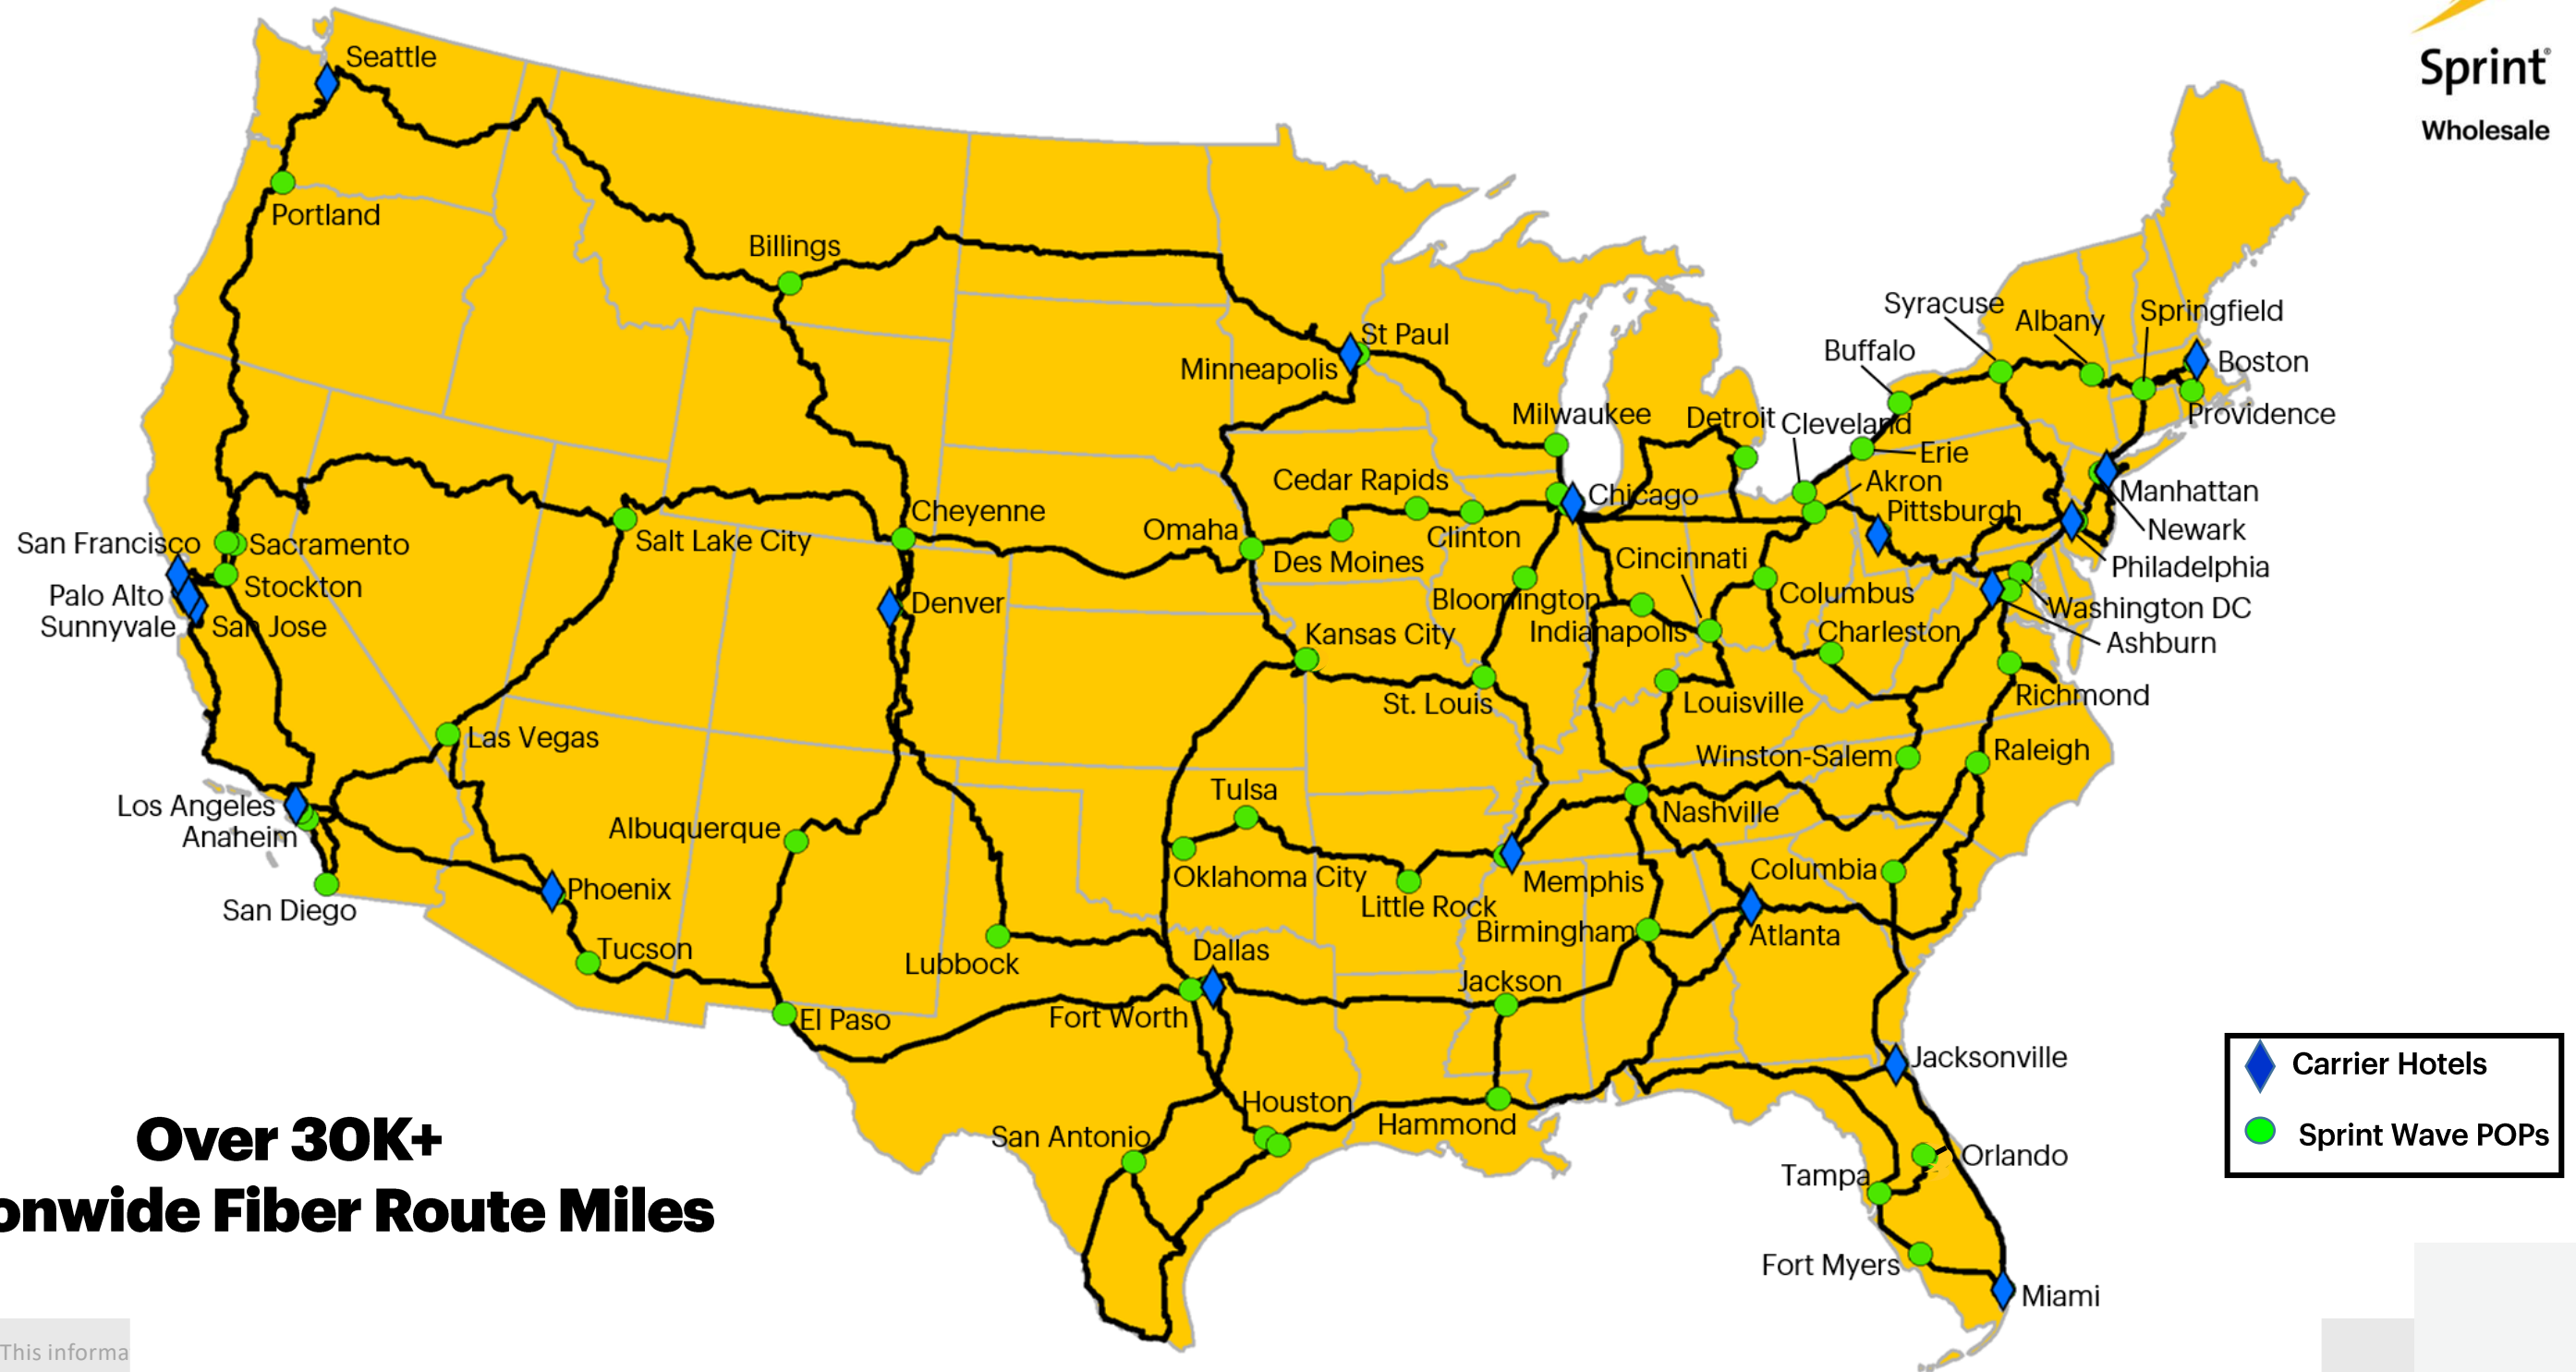 Sprint
Wholesale
Seattle
Portland
Billings
St Paul
Minneapolis
Milwaukee
Detroit
Cleveland
Buffalo
Syracuse
Albany
Springfield
Boston
Providence
Erie
Akron
Pittsburgh
Manhattan
Newark
Philadelphia
Washington DC
Ashburn
Richmond
Cedar Rapids
Chicago
Clinton
Omaha
Des Moines
Cheyenne
Salt Lake City
San Francisco
Sacramento
Stockton
Palo Alto
Sunnyvale
San Jose
Denver
Bloomington
Cincinnati
Columbus
Indianapolis
Charleston
Kansas City
St. Louis
Louisville
Las Vegas
Winston-Salem
Raleigh
Los Angeles
Anaheim
San Diego
Albuquerque
Tulsa
Nashville
Oklahoma City
Little Rock
Memphis
Columbia
Phoenix
Tucson
Birmingham
Atlanta
Lubbock
Dallas
Jackson
El Paso
Fort Worth
Jacksonville
Houston
Hammond
San Antonio
Orlando
Tampa
Fort Myers
Miami
Carrier Hotels
Sprint Wave POPs
Over 30K+
onwide Fiber Route Miles
This informa